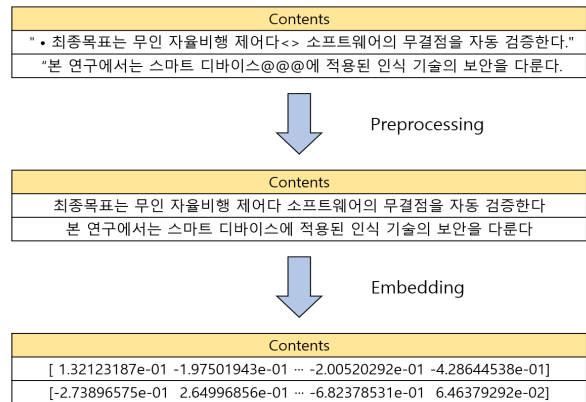 Contents
" • 최종목표는 무인 자율비행 제어다<> 소프트웨어의 무결점을 자동 검증한다."
"본 연구에서는 스마트 디바이스@@@에 적용된 인식 기술의 보안을 다룬다.
Preprocessing
Contents
최종목표는 무인 자율비행 제어다 소프트웨어의 무결점을 자동 검증한다
본 연구에서는 스마트 디바이스에 적용된 인식 기술의 보안을 다룬다
Embedding
Contents
[ 1.32123187e-01 -1.97501943e-01 ··· -2.00520292e-01 -4.28644538e-01]
[-2.73896575e-01 2.64996856e-01 ··· -6.82378531e-01 6.46379292e-02]